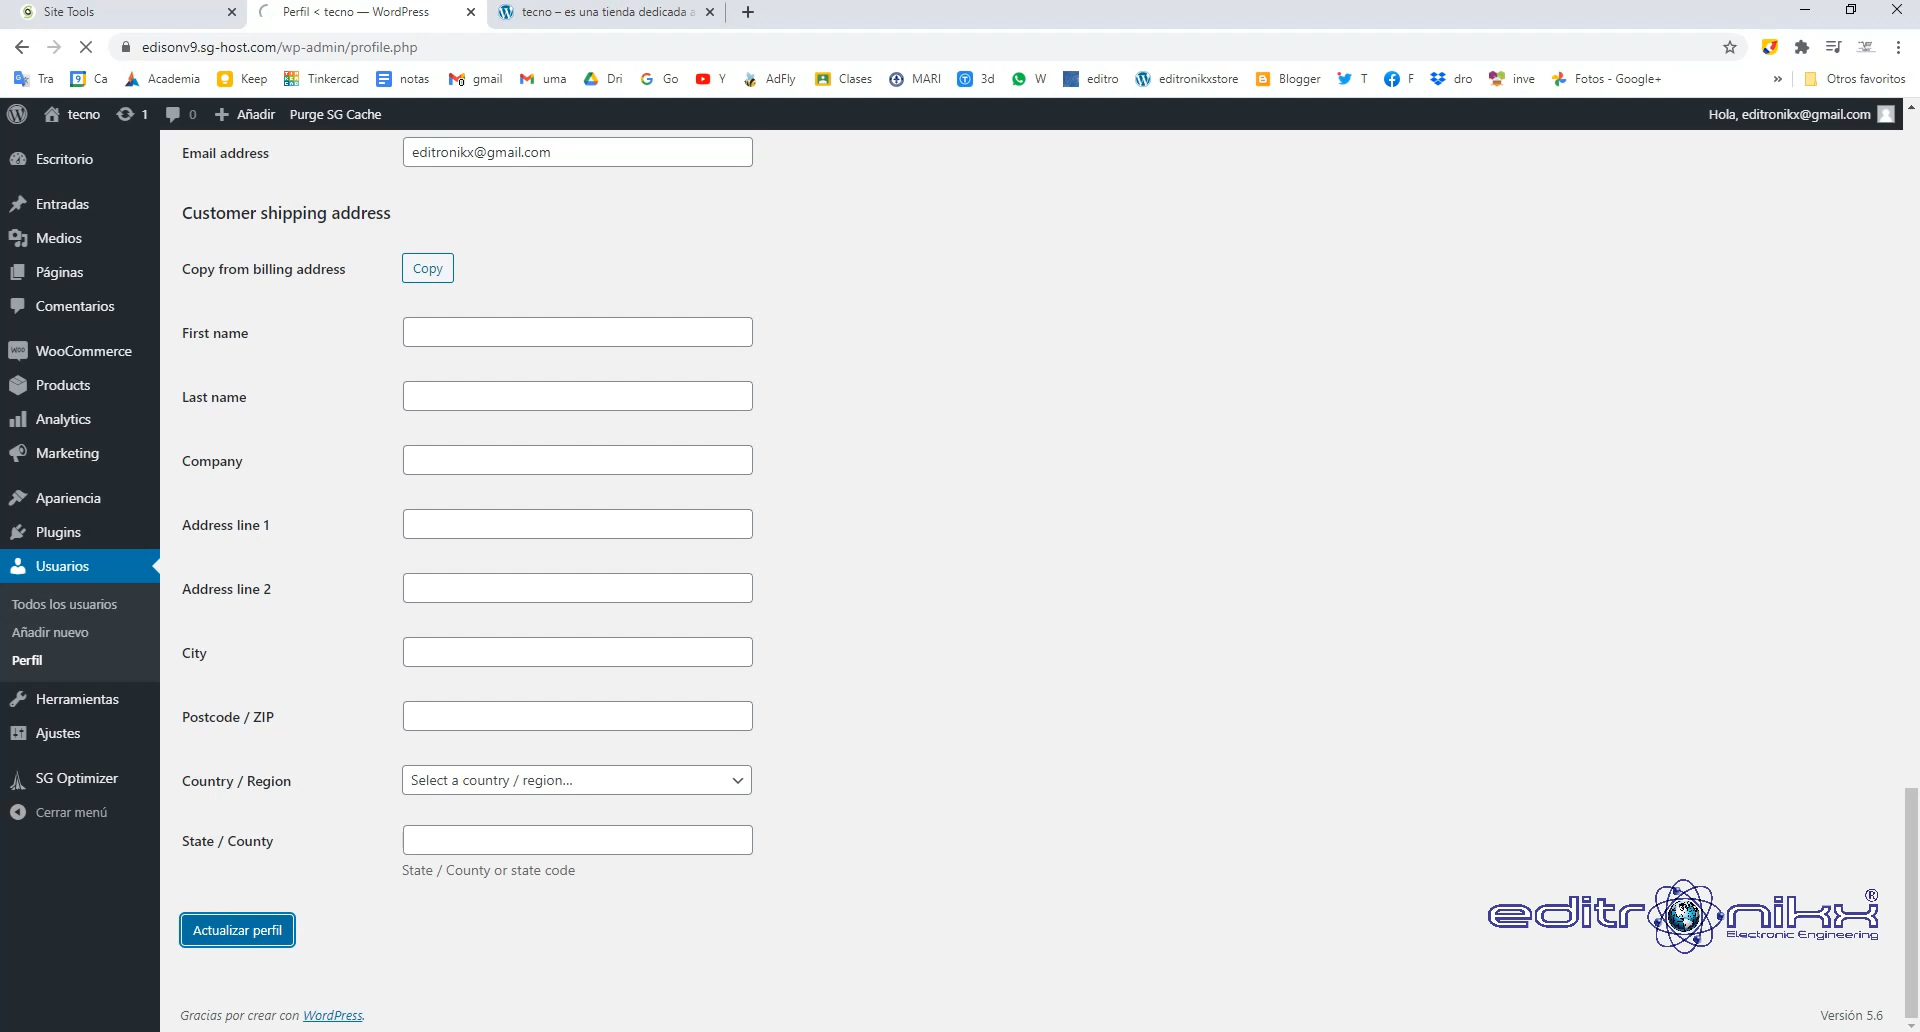 Site Tools
Perfil < tecno — WordPress
tecno – es una tienda dedicada a
edisonv9.sg-host.com/wp-admin/profile.php
Tra
Ca
Academia
Keep
Tinkercad
notas
gmail
uma
Dri
Go
Y
AdFly
Clases
MARI
3d
W
editro
editronikxstore
Blogger
T
F
dro
inve
Fotos - Google+
»
Otros favoritos
tecno
1
0
Añadir
Purge SG Cache
Hola, editronikx@gmail.com
Escritorio
Entradas
Medios
Páginas
Comentarios
WooCommerce
Products
Analytics
Marketing
Apariencia
Plugins
Usuarios
Todos los usuarios
Añadir nuevo
Perfil
Herramientas
Ajustes
SG Optimizer
Cerrar menú
Email address
editronikx@gmail.com
Customer shipping address
Copy from billing address
Copy
First name
Last name
Company
Address line 1
Address line 2
City
Postcode / ZIP
Country / Region
Select a country / region...
State / County
State / County or state code
Actualizar perfil
editronikx®
Electronic Engineering
Gracias por crear con WordPress.
Versión 5.6